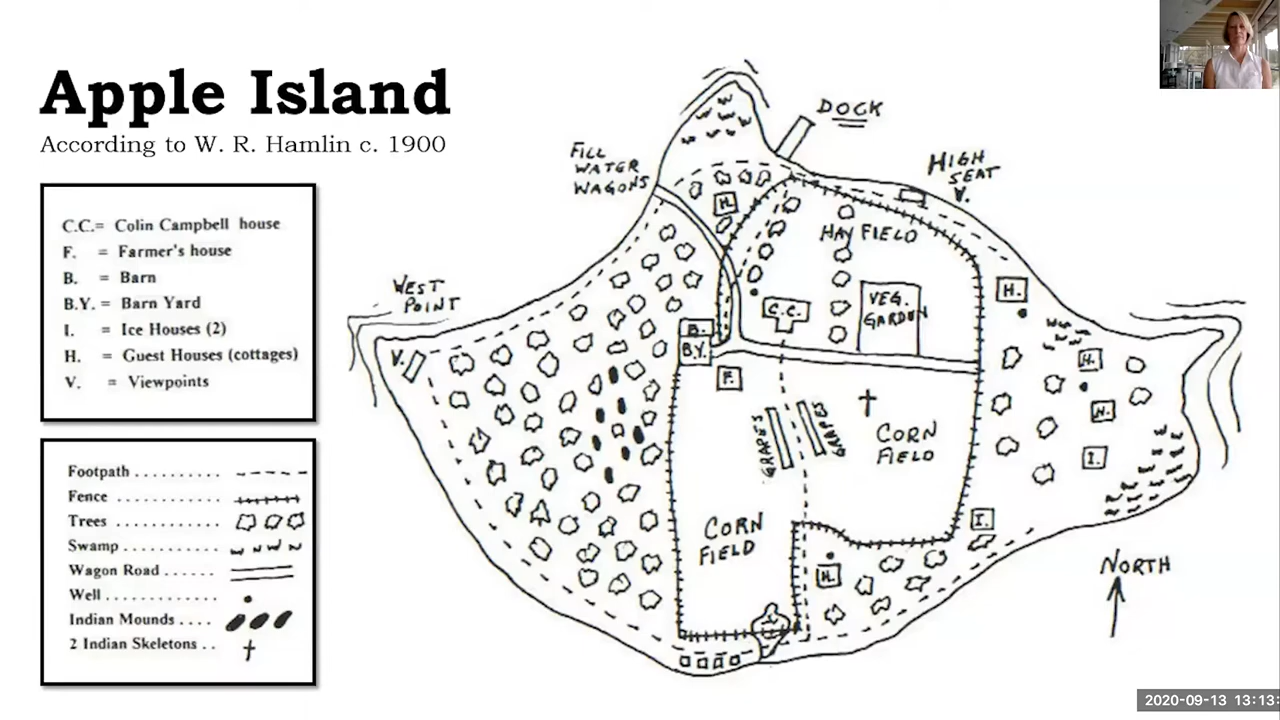 Apple Island
According to W. R. Hamlin c. 1900
C.C.= Colin Campbell house
F. = Farmer's house
B. = Barn
B.Y. = Barn Yard
I. = Ice Houses (2)
H. = Guest Houses (cottages)
V. = Viewpoints
Footpath ..........
Fence ............
Trees ............
Swamp ...........
Wagon Road ......
Well ..............
Indian Mounds ....
2 Indian Skeletons ..
DOCK
FILL
WATER
WAGONS
HIGH
SEAT
V.
H.
HAY FIELD
WEST
POINT
H.
VEG.
GARDEN
C.C.
B.
B.Y.
V.
H.
F.
H.
GRAPES
GRAPES
CORN
FIELD
I.
CORN
FIELD
I.
H.
NORTH
2020-09-13 13:13: